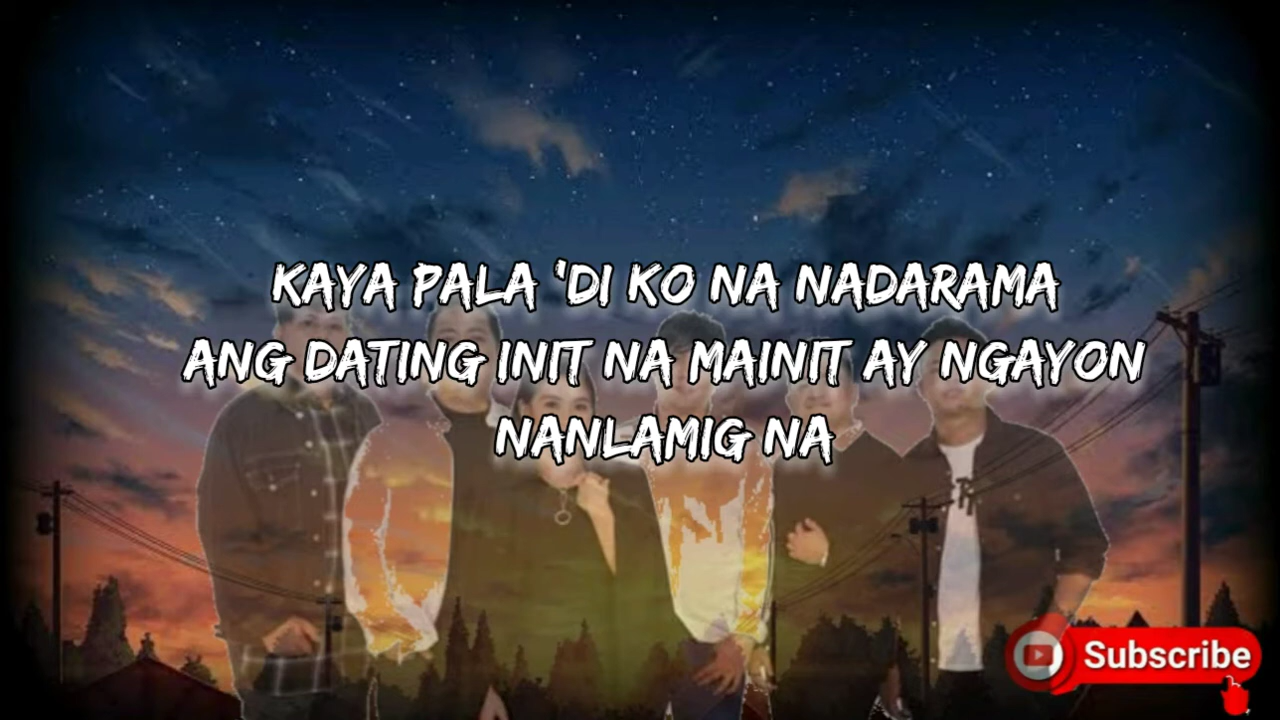 KAYA PALA 'DI KO NA NADARAMA
ANG DATING INIT NA MAINIT AY NGAYON
NANLAMIG NA
Subscribe